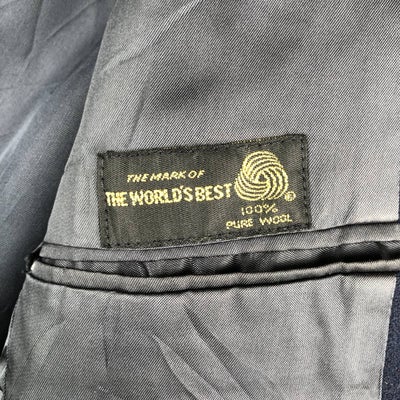 THE MARK OF
THE WORLD'S BEST
®
100%
PURE WOOL